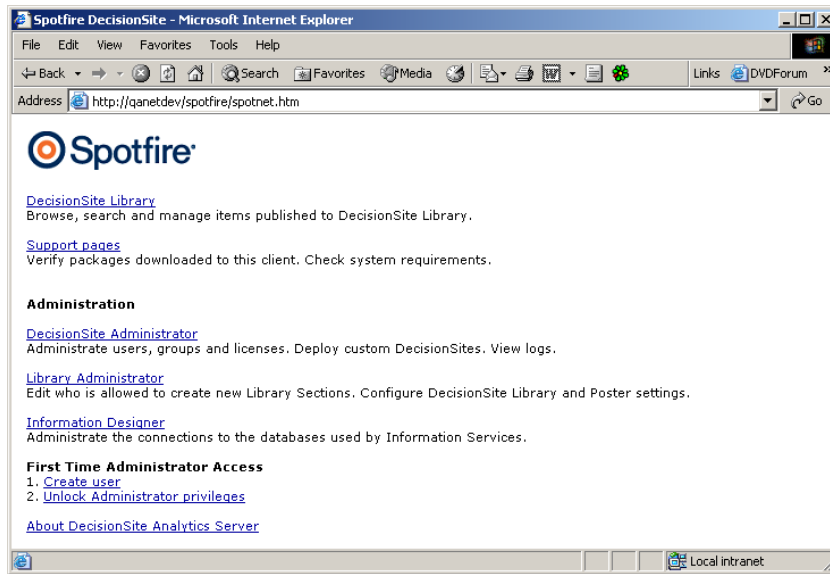 Spotfire DecisionSite - Microsoft Internet Explorer
File Edit View Favorites Tools Help
Back Search Favorites Media Links DVDForum »
Address http://qanetdev/spotfire/spotnet.htm Go
Spotfire
DecisionSite Library
Browse, search and manage items published to DecisionSite Library.
Support pages
Verify packages downloaded to this client. Check system requirements.
Administration
DecisionSite Administrator
Administrate users, groups and licenses. Deploy custom DecisionSites. View logs.
Library Administrator
Edit who is allowed to create new Library Sections. Configure DecisionSite Library and Poster settings.
Information Designer
Administrate the connections to the databases used by Information Services.
First Time Administrator Access
1. Create user
2. Unlock Administrator privileges
About DecisionSite Analytics Server
Local intranet